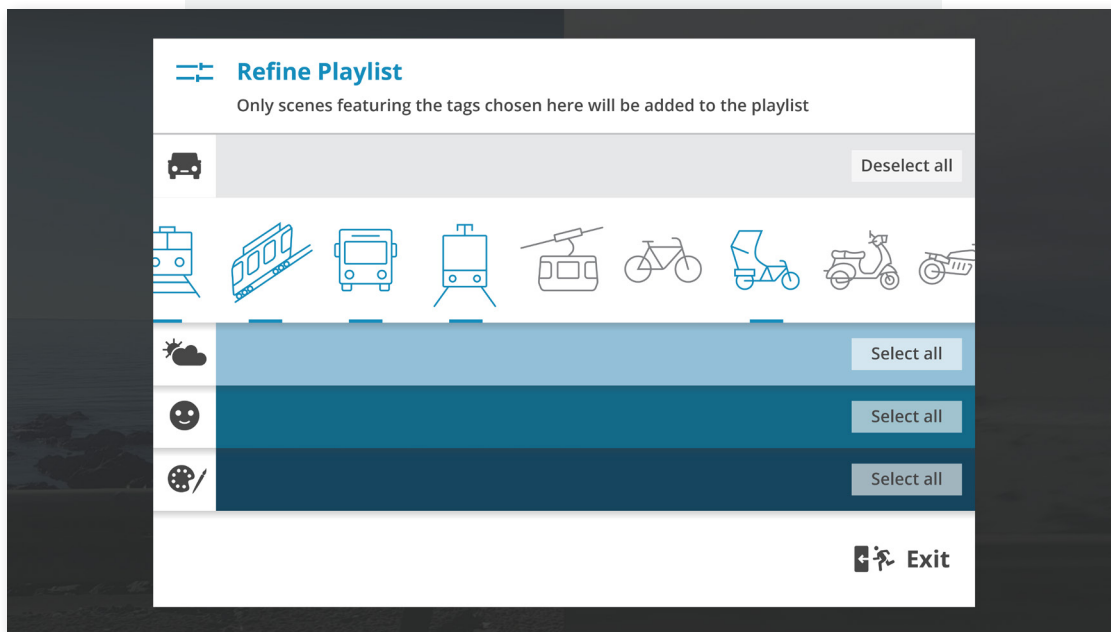 Refine Playlist
Only scenes featuring the tags chosen here will be added to the playlist
Deselect all
Select all
Select all
Select all
Exit